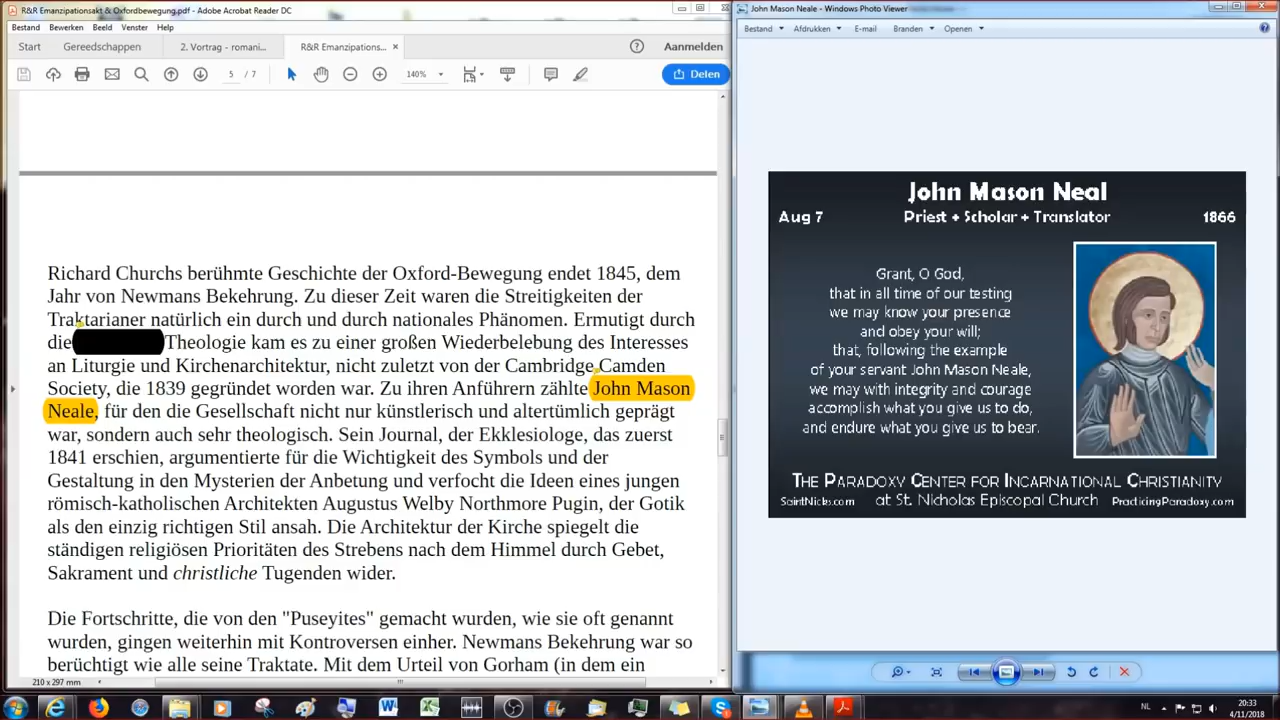 R&R Emanzipationsakt & Oxfordbewegung.pdf - Adobe Acrobat Reader DC
Bestand Bewerken Beeld Venster Help
Start Gereedschappen 2. Vortrag - romani... R&R Emanzipations... × Aanmelden
5 / 7 140% Delen
Richard Churchs berühmte Geschichte der Oxford-Bewegung endet 1845, dem
Jahr von Newmans Bekehrung. Zu dieser Zeit waren die Streitigkeiten der
Traktarianer natürlich ein durch und durch nationales Phänomen. Ermutigt durch
die Theologie kam es zu einer großen Wiederbelebung des Interesses
an Liturgie und Kirchenarchitektur, nicht zuletzt von der Cambridge Camden
Society, die 1839 gegründet worden war. Zu ihren Anführern zählte John Mason
Neale, für den die Gesellschaft nicht nur künstlerisch und altertümlich geprägt
war, sondern auch sehr theologisch. Sein Journal, der Ekklesiologe, das zuerst
1841 erschien, argumentierte für die Wichtigkeit des Symbols und der
Gestaltung in den Mysterien der Anbetung und verfocht die Ideen eines jungen
römisch-katholischen Architekten Augustus Welby Northmore Pugin, der Gotik
als den einzig richtigen Stil ansah. Die Architektur der Kirche spiegelt die
ständigen religiösen Prioritäten des Strebens nach dem Himmel durch Gebet,
Sakrament und christliche Tugenden wider.
Die Fortschritte, die von den "Puseyites" gemacht wurden, wie sie oft genannt
wurden, gingen weiterhin mit Kontroversen einher. Newmans Bekehrung war so
berüchtigt wie alle seine Traktate. Mit dem Urteil von Gorham (in dem ein
210 x 297 mm
John Mason Neale - Windows Photo Viewer
Bestand Afdrukken E-mail Branden Openen
John Mason Neal
Aug 7 Priest + Scholar + Translator 1866
Grant, O God,
that in all time of our testing
we may know your presence
and obey your will;
that, following the example
of your servant John Mason Neale,
we may with integrity and courage
accomplish what you give us to do,
and endure what you give us to bear.
The Paradoxy Center for Incarnational Christianity
SaintNicks.com at St. Nicholas Episcopal Church PracticingParadoxy.com
NL 20:33
4/11/2018